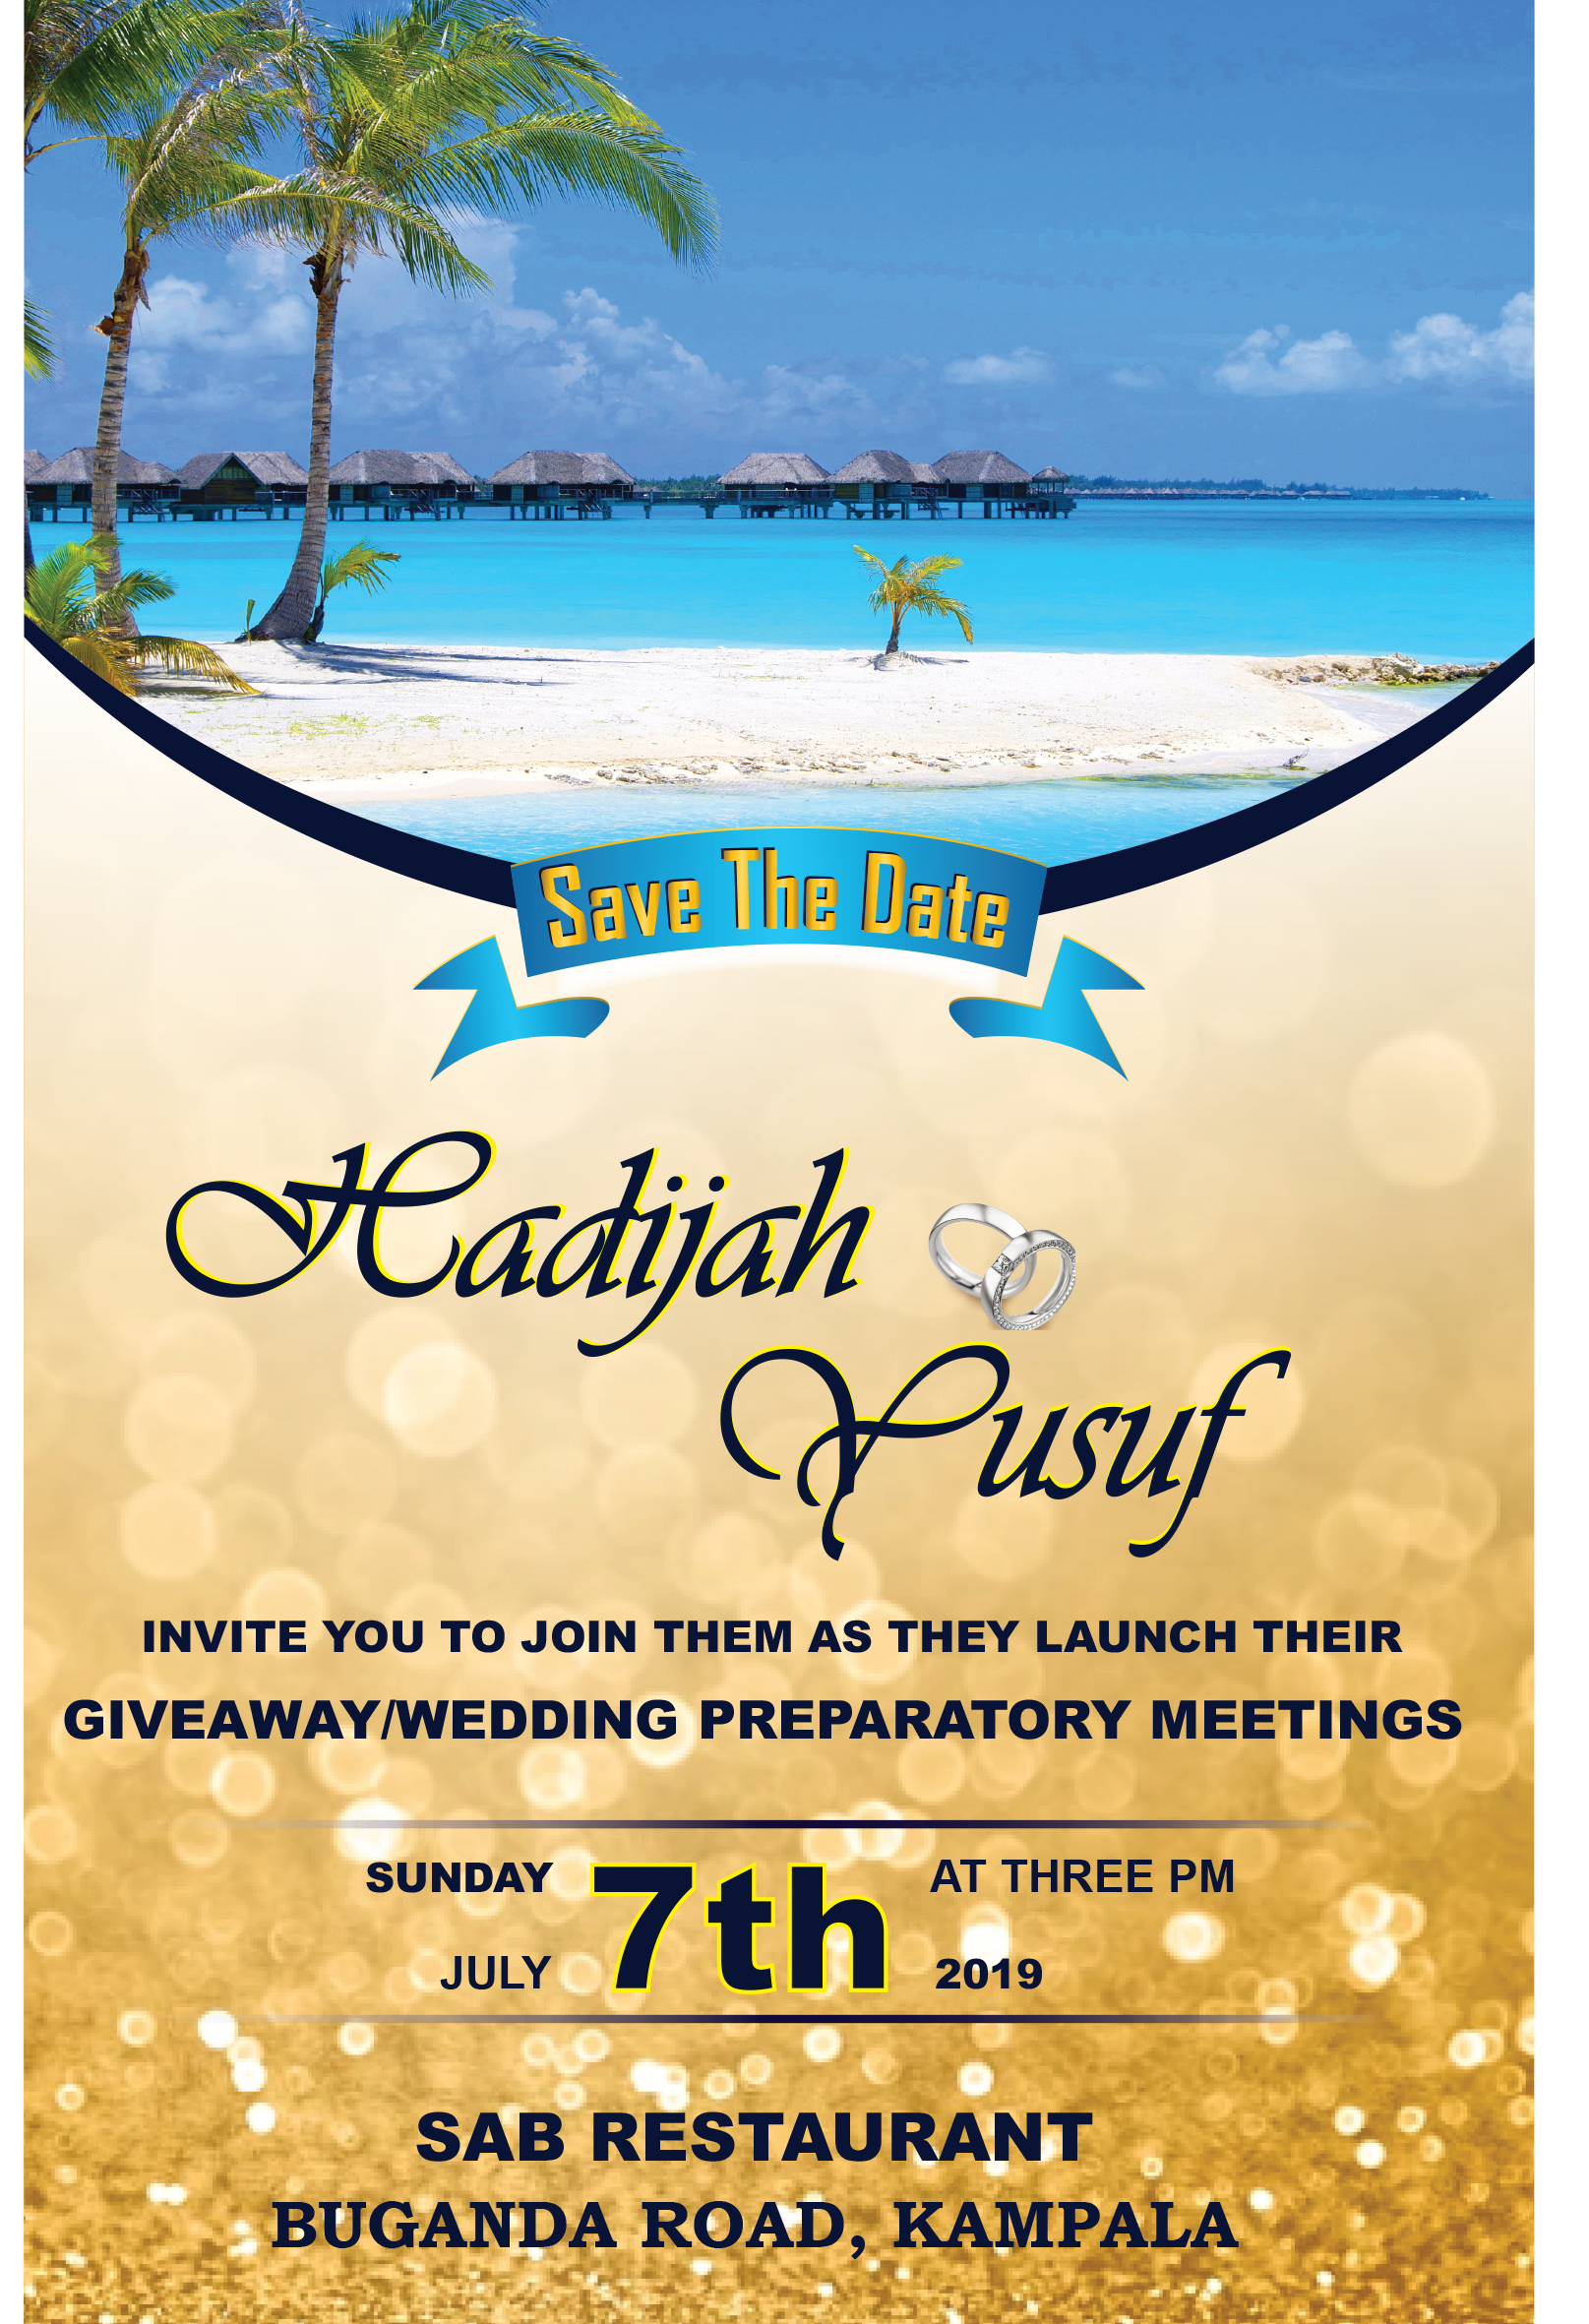 Save The Date
Hadijah
Yusuf
INVITE YOU TO JOIN THEM AS THEY LAUNCH THEIR
GIVEAWAY/WEDDING PREPARATORY MEETINGS
SUNDAY 7th AT THREE PM
JULY 2019
SAB RESTAURANT
BUGANDA ROAD, KAMPALA